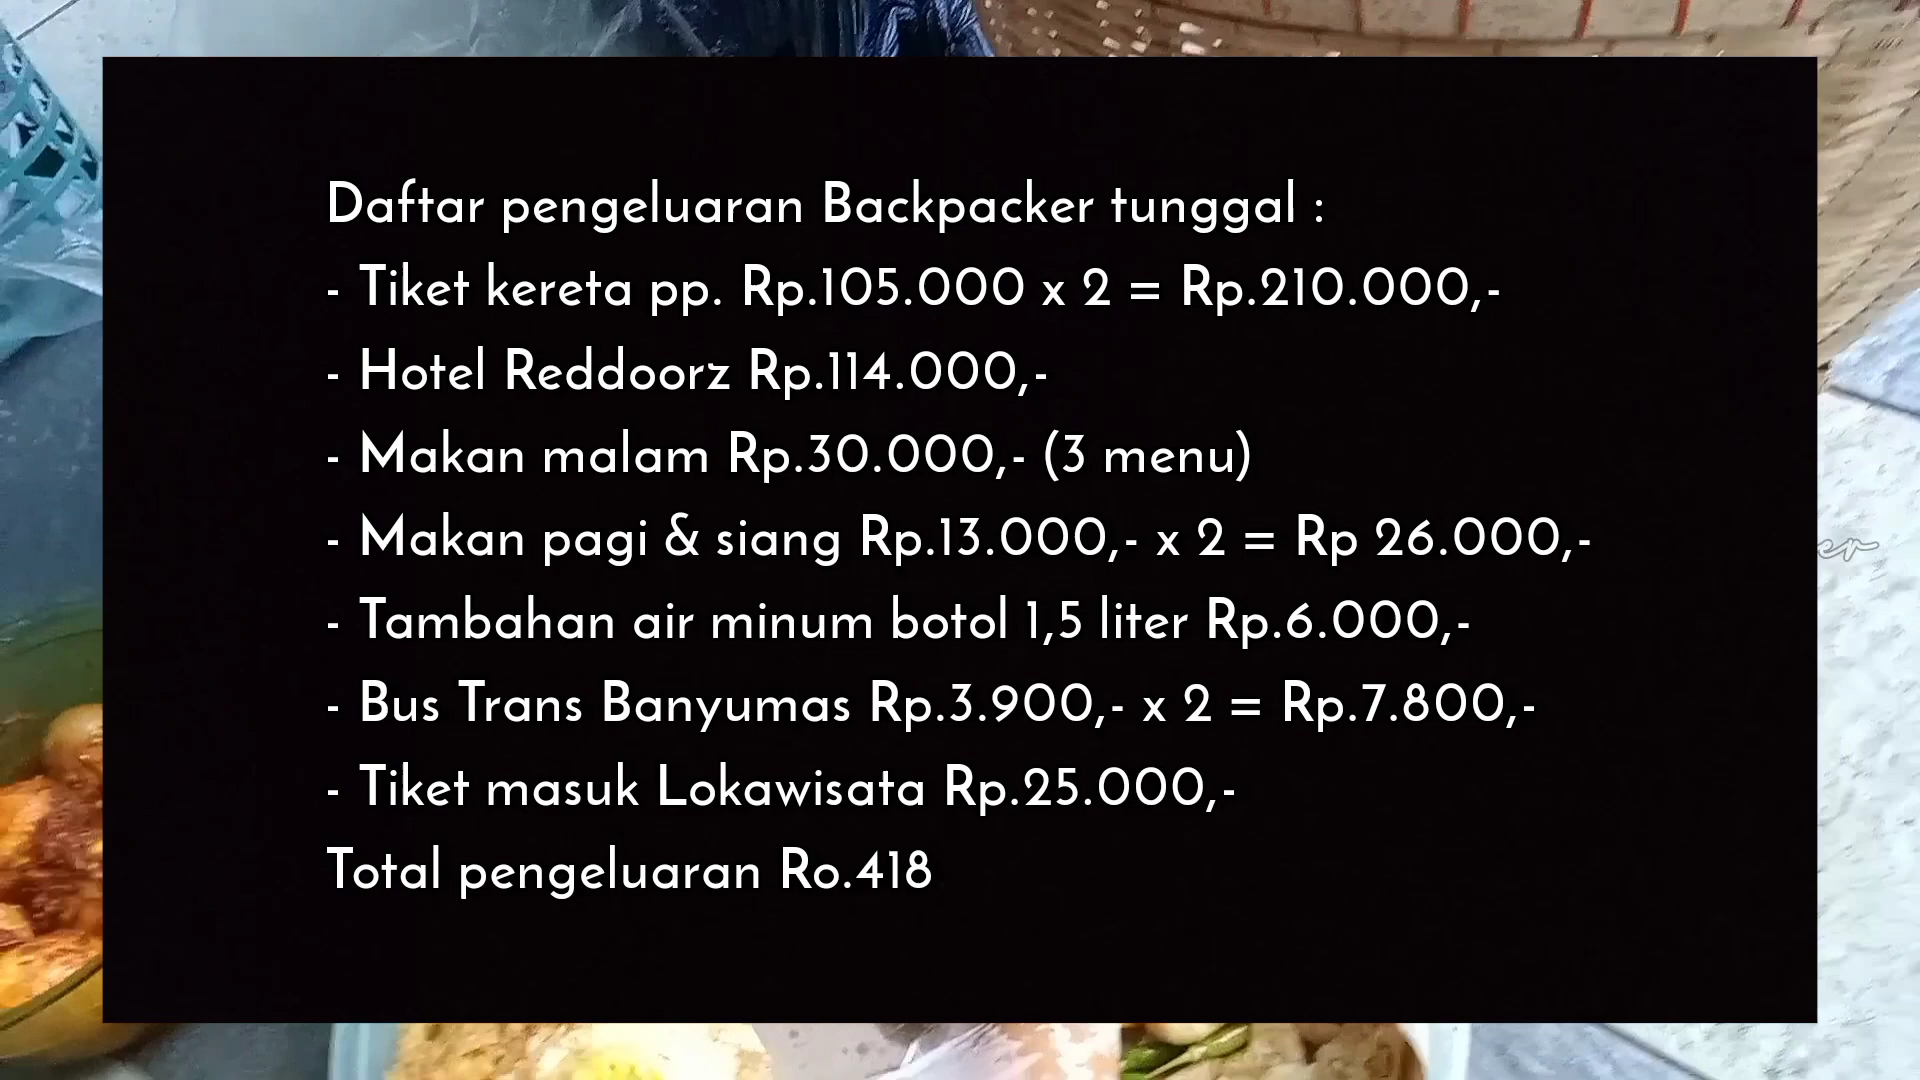 Daftar pengeluaran Backpacker tunggal :
- Tiket kereta pp. Rp.105.000 x 2 = Rp.210.000,-
- Hotel Reddoorz Rp.114.000,-
- Makan malam Rp.30.000,- (3 menu)
- Makan pagi & siang Rp.13.000,- x 2 = Rp 26.000,-
- Tambahan air minum botol 1,5 liter Rp.6.000,-
- Bus Trans Banyumas Rp.3.900,- x 2 = Rp.7.800,-
- Tiket masuk Lokawisata Rp.25.000,-
Total pengeluaran Ro.418